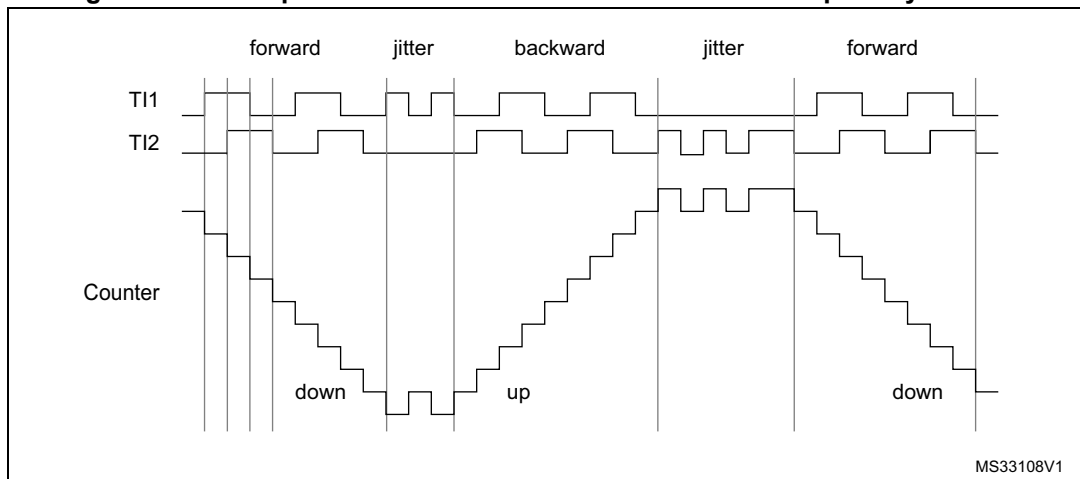 forward jitter backward jitter forward
TI1
TI2
Counter
down up down
MS33108V1